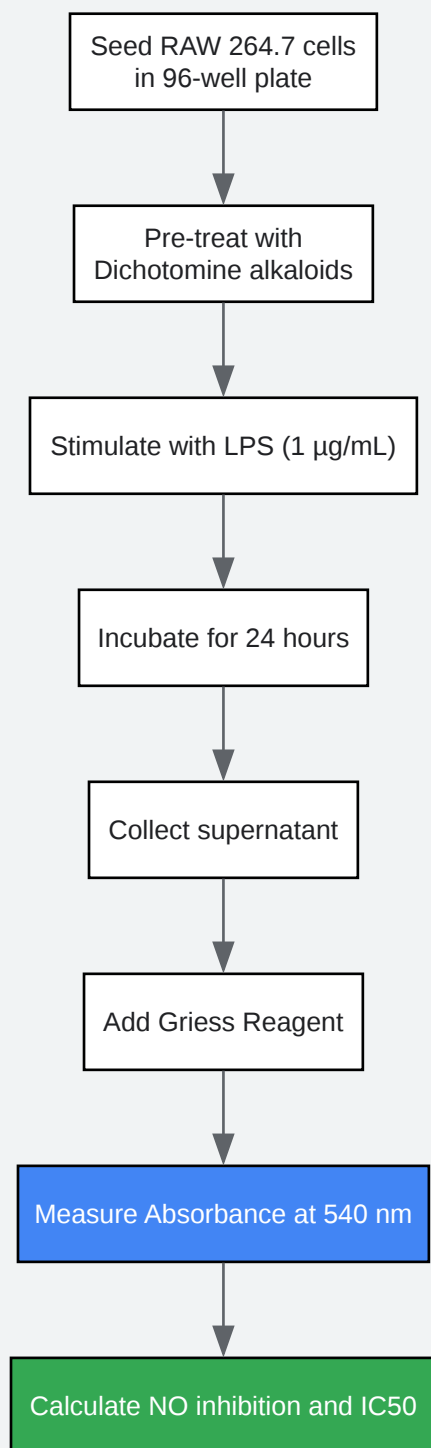 Seed RAW 264.7 cells
in 96-well plate
Pre-treat with
Dichotomine alkaloids
Stimulate with LPS (1 µg/mL)
Incubate for 24 hours
Collect supernatant
Add Griess Reagent
Measure Absorbance at 540 nm
Calculate NO inhibition and IC50